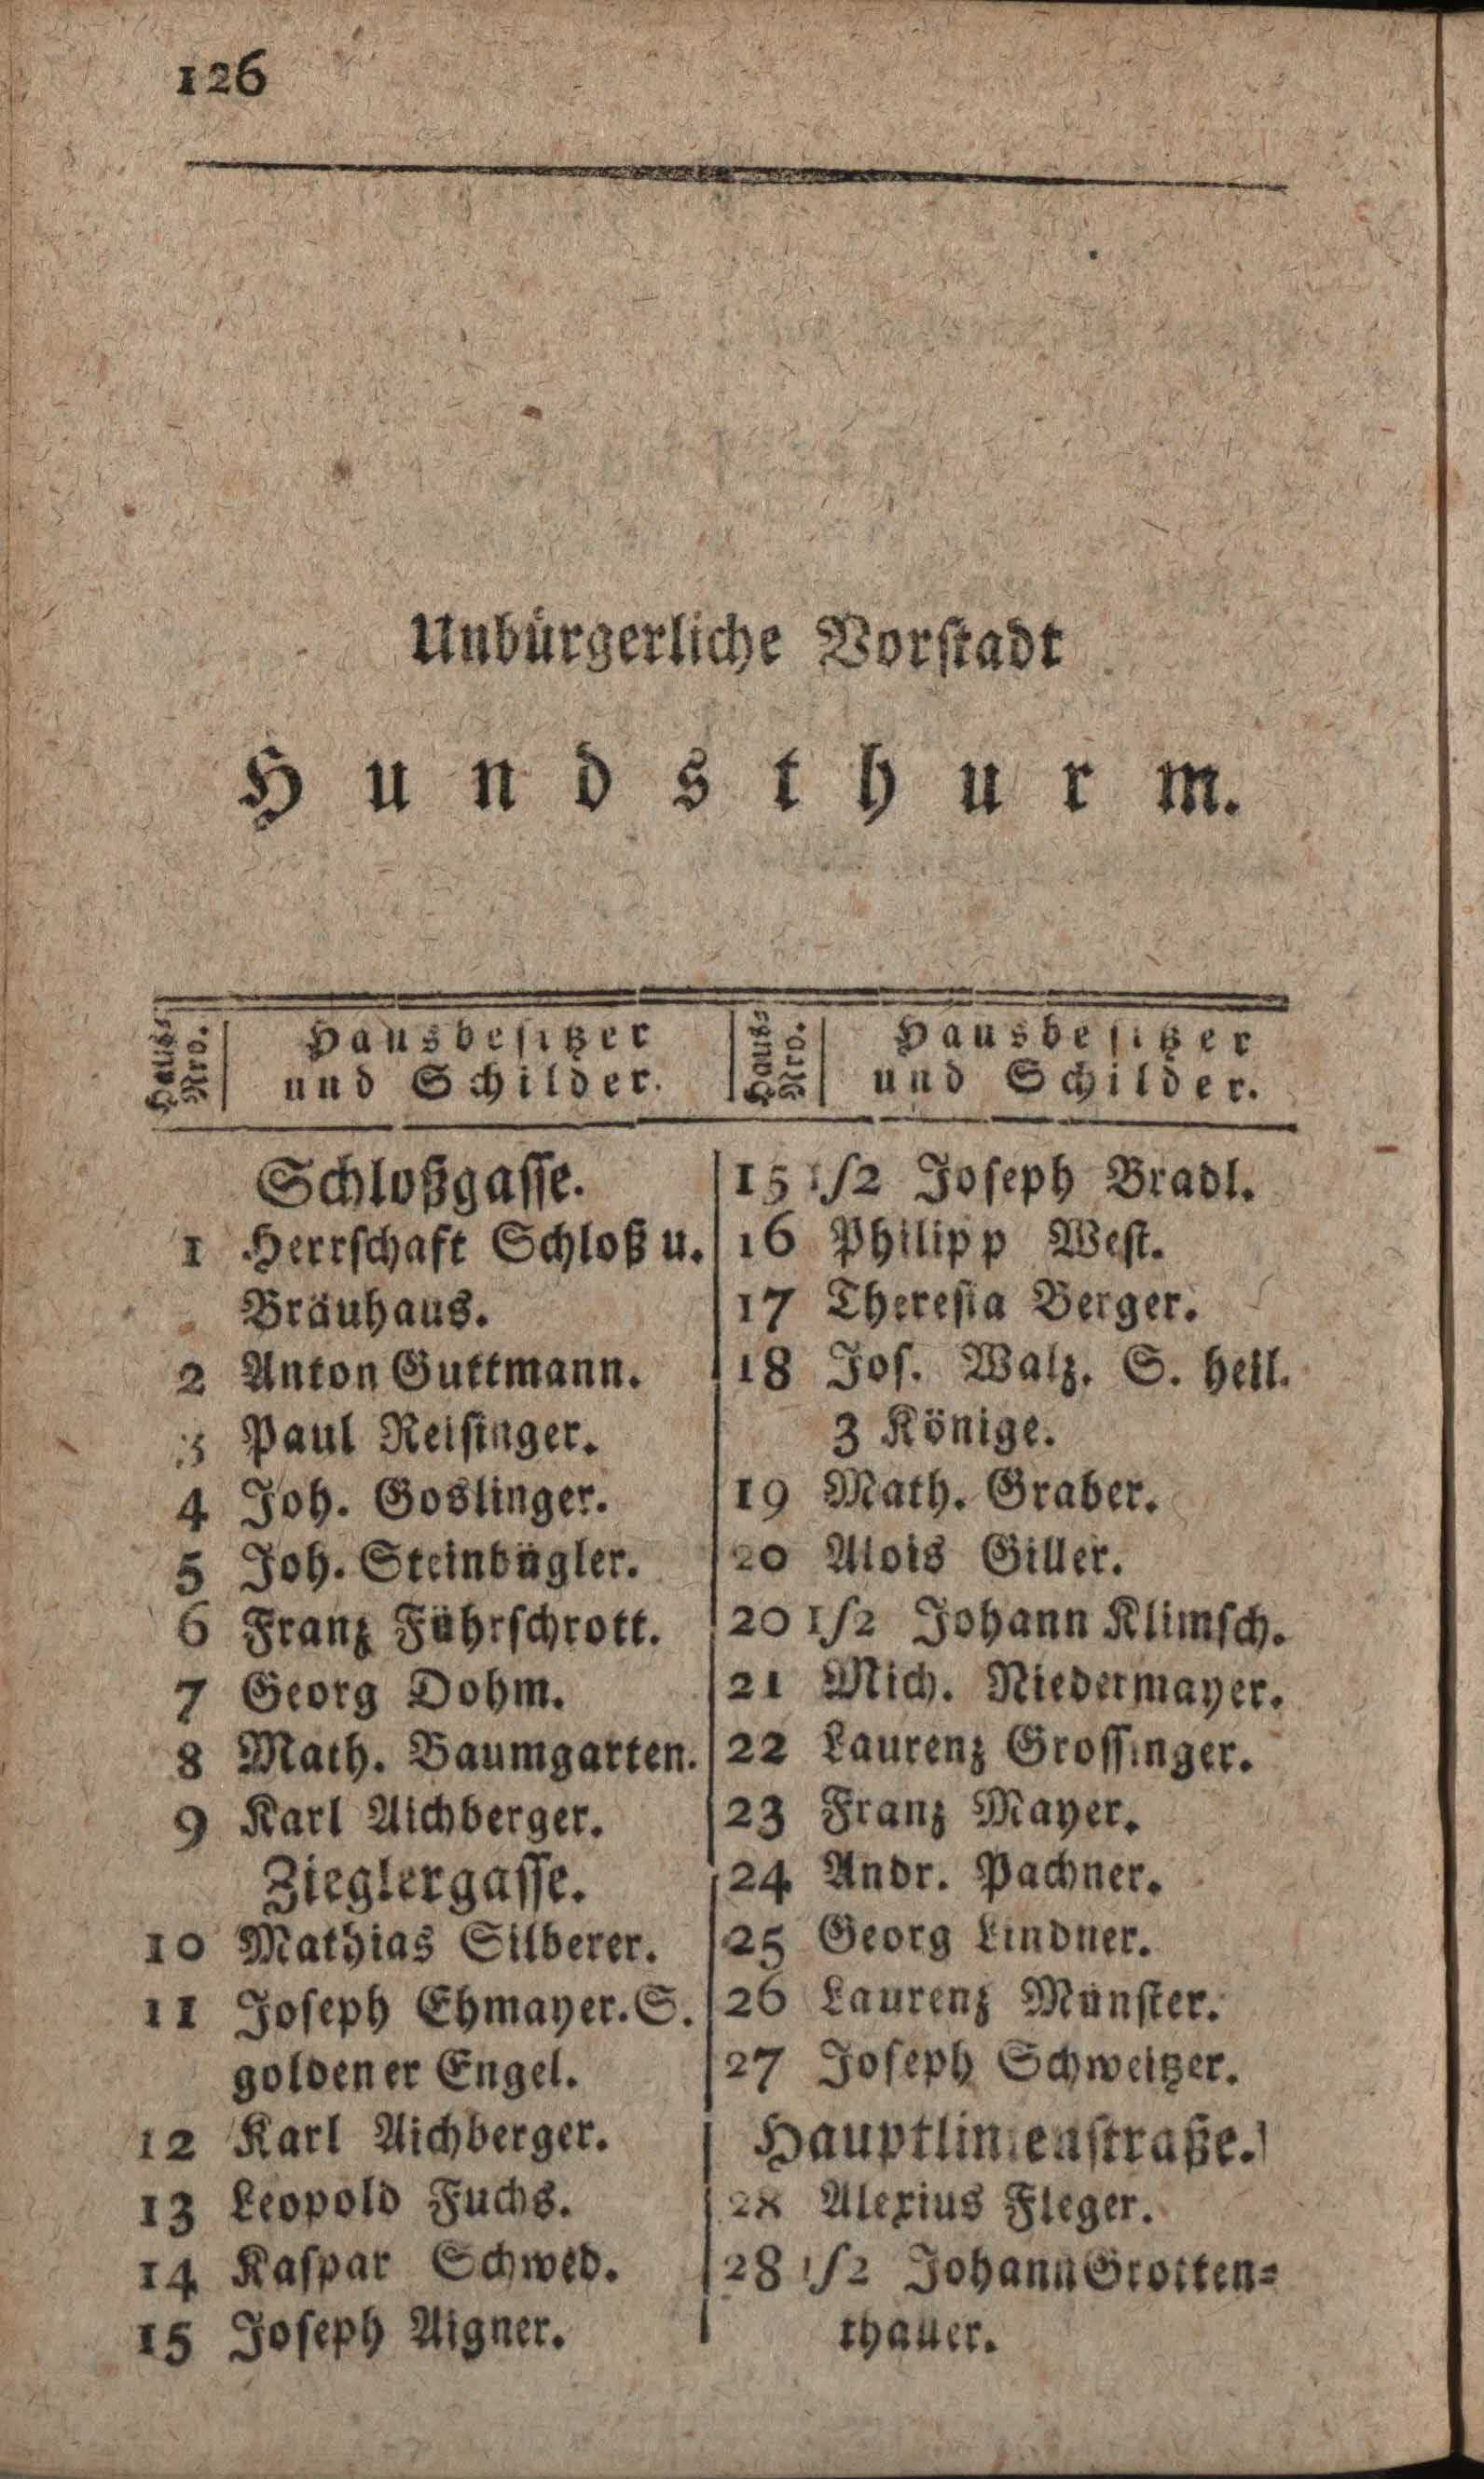 126
Unbürgerliche Vorstadt
Hundsthurm.
Haus-Nro.
Hausbesitzer
und Schilder.
Schloßgasse.
1 Herrschaft Schloß u.
Bräuhaus.
2 Anton Guttmann.
3 Paul Reisinger.
4 Joh. Goslinger.
5 Joh. Steinbügler.
6 Franz Führschrott.
7 Georg Dohm.
8 Math. Baumgarten.
9 Karl Aichberger.
Zieglergasse.
10 Mathias Silberer.
11 Joseph Ehmayer. S.
goldener Engel.
12 Karl Aichberger.
13 Leopold Fuchs.
14 Kaspar Schwed.
15 Joseph Aigner.
Haus-Nro.
Hausbesitzer
und Schilder.
15 1/2 Joseph Bradl.
16 Philipp West.
17 Theresia Berger.
18 Jos. Walz. S. heil.
3 Könige.
19 Math. Graber.
20 Alois Giller.
20 1/2 Johann Klimsch.
21 Mich. Niedermayer.
22 Laurenz Grossinger.
23 Franz Mayer.
24 Andr. Pachner.
25 Georg Lindner.
26 Laurenz Münster.
27 Joseph Schweitzer.
Hauptlinienstraße.
28 Alexius Fleger.
28 1/2 Johann Grotten-
thaller.